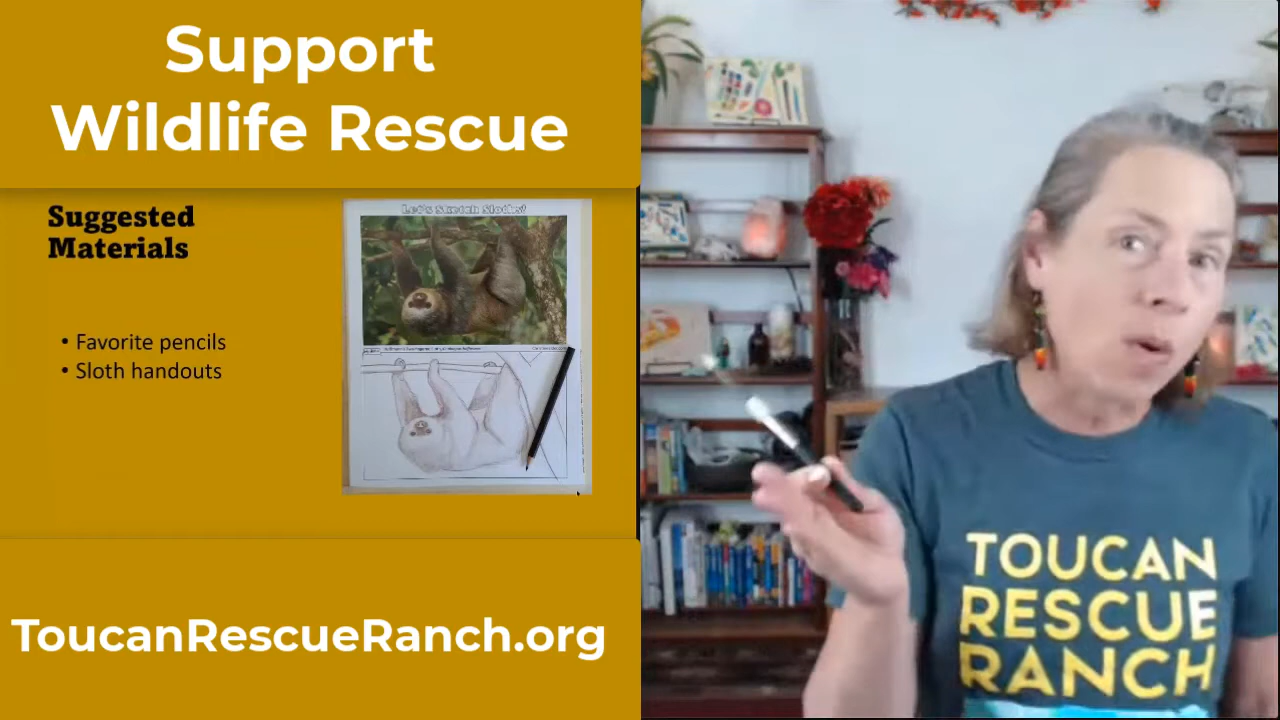 Support
Wildlife Rescue
Suggested
Materials
• Favorite pencils
• Sloth handouts
Let's Sketch Sloths!
ToucanRescueRanch.org
TOUCAN
RESCUE
RANCH